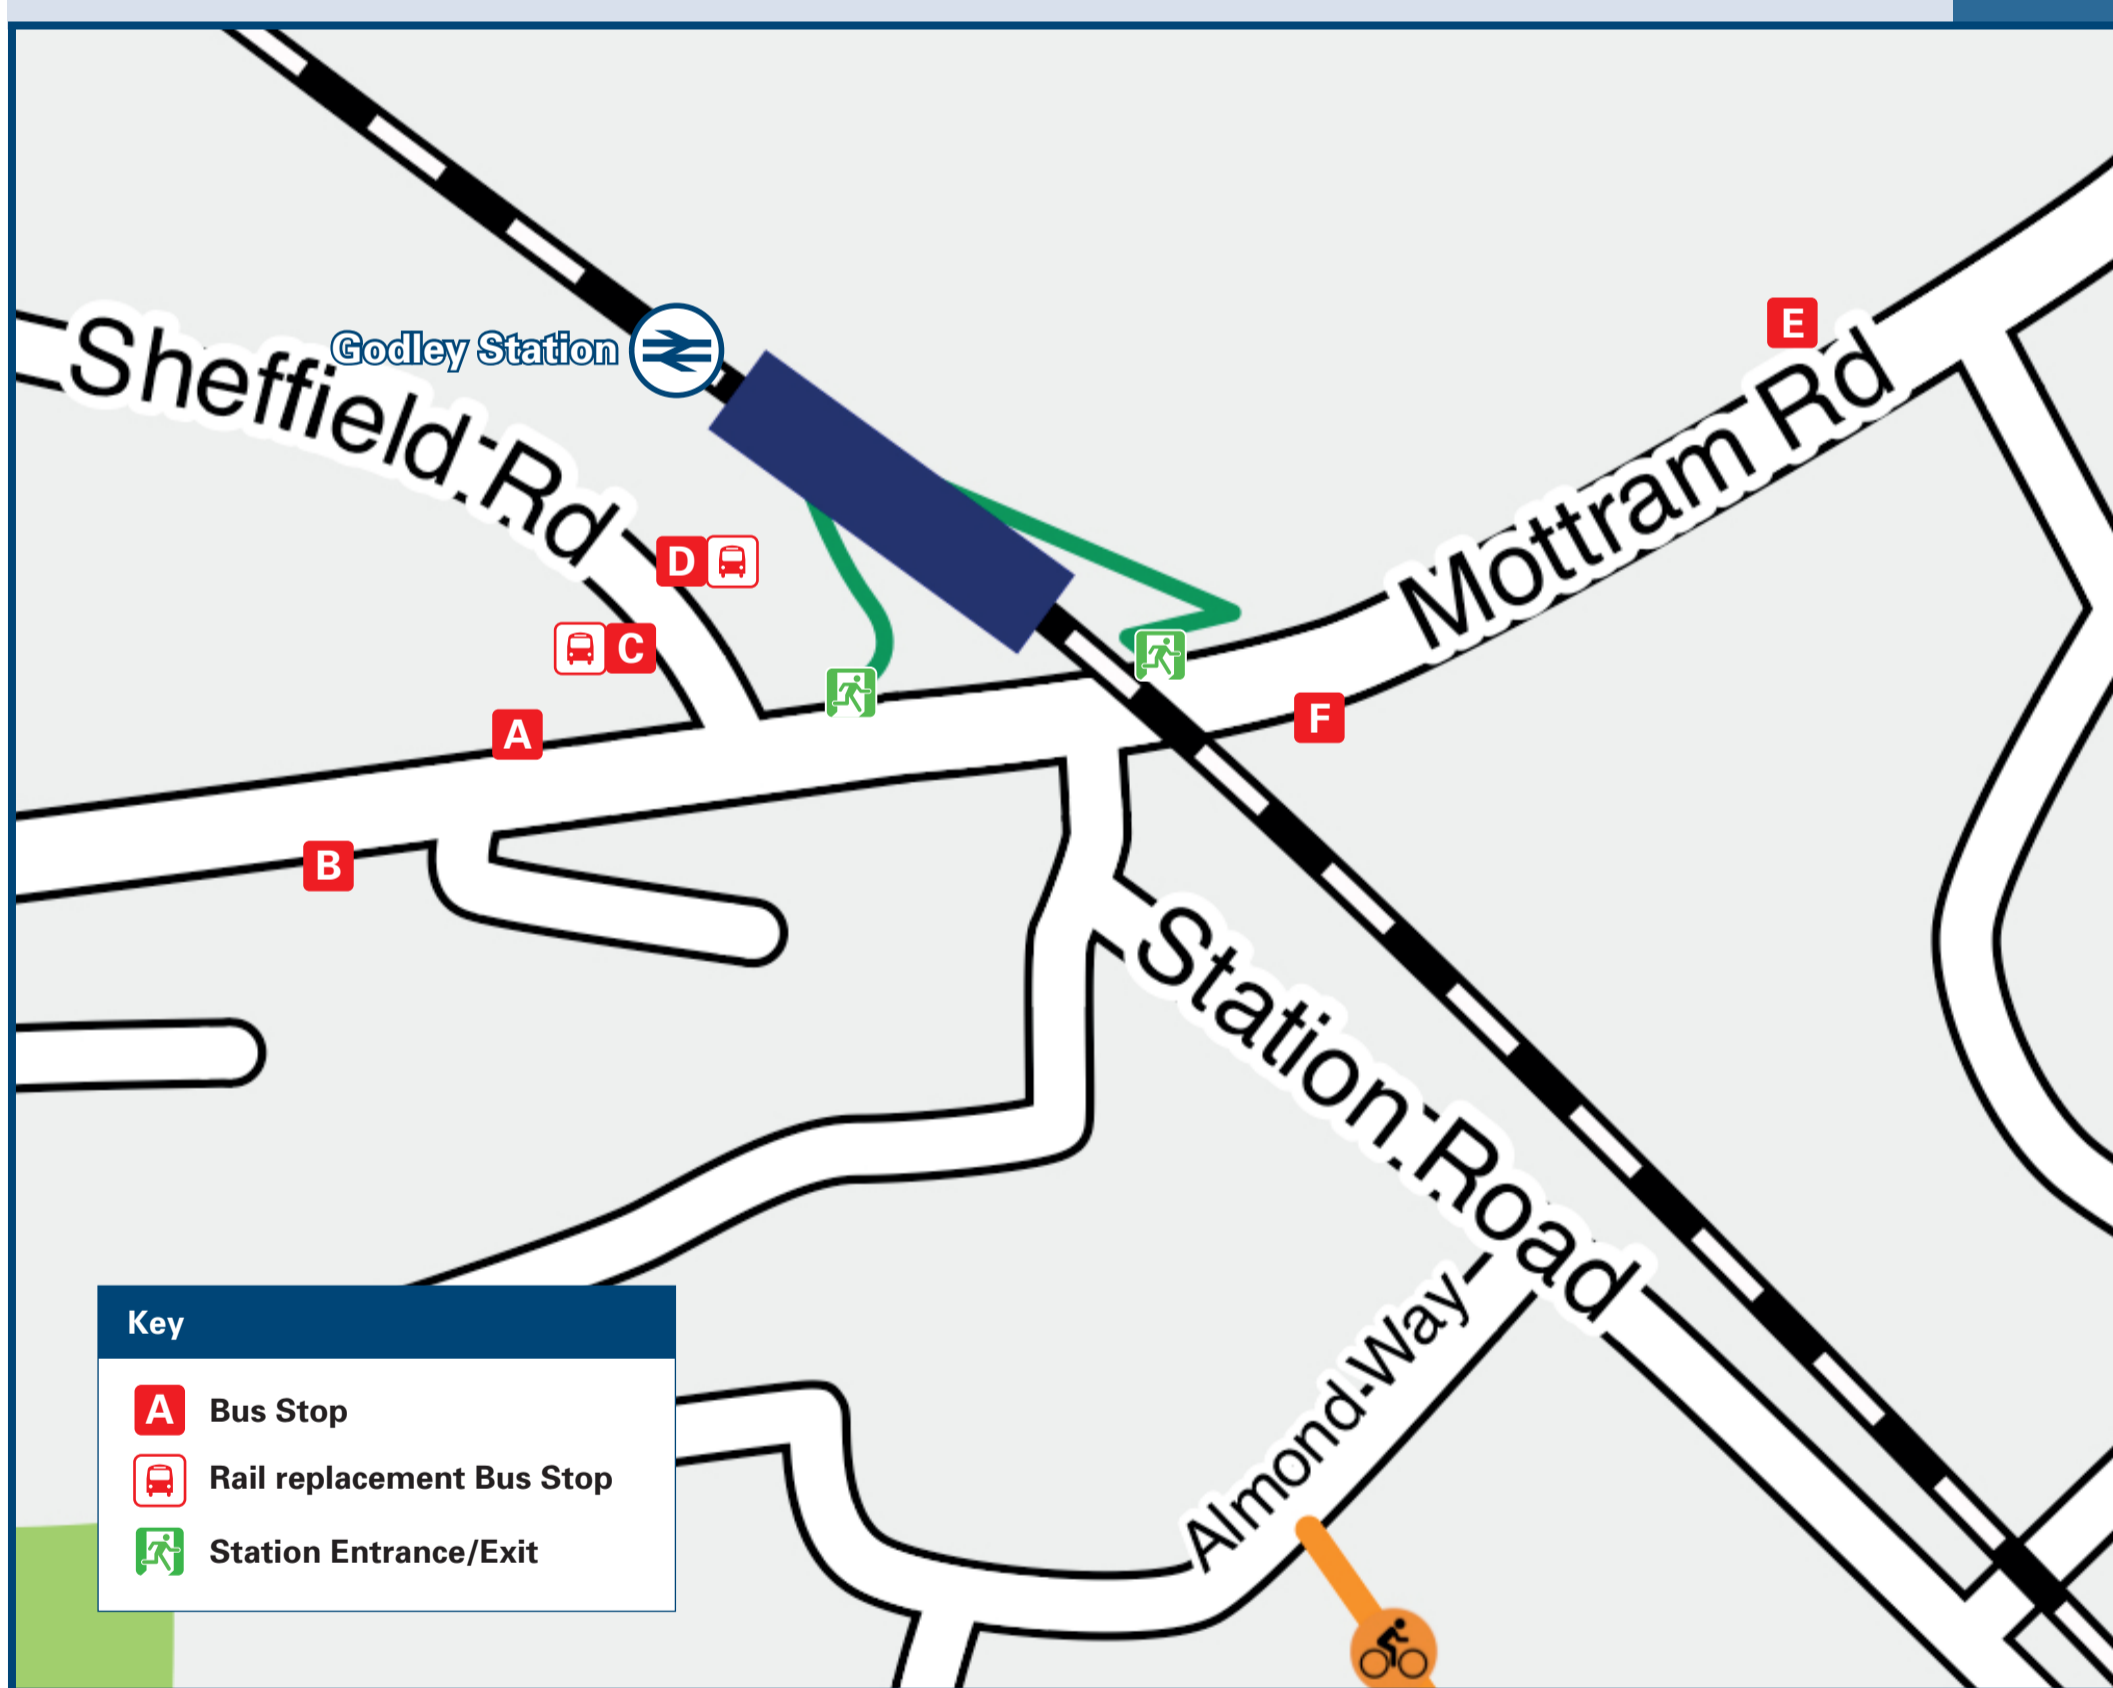 Godley Station
Sheffield Rd
E
Mottram Rd
D
C
A
F
B
Station Road
Almond Way
Key
A Bus Stop
Rail replacement Bus Stop
Station Entrance/Exit